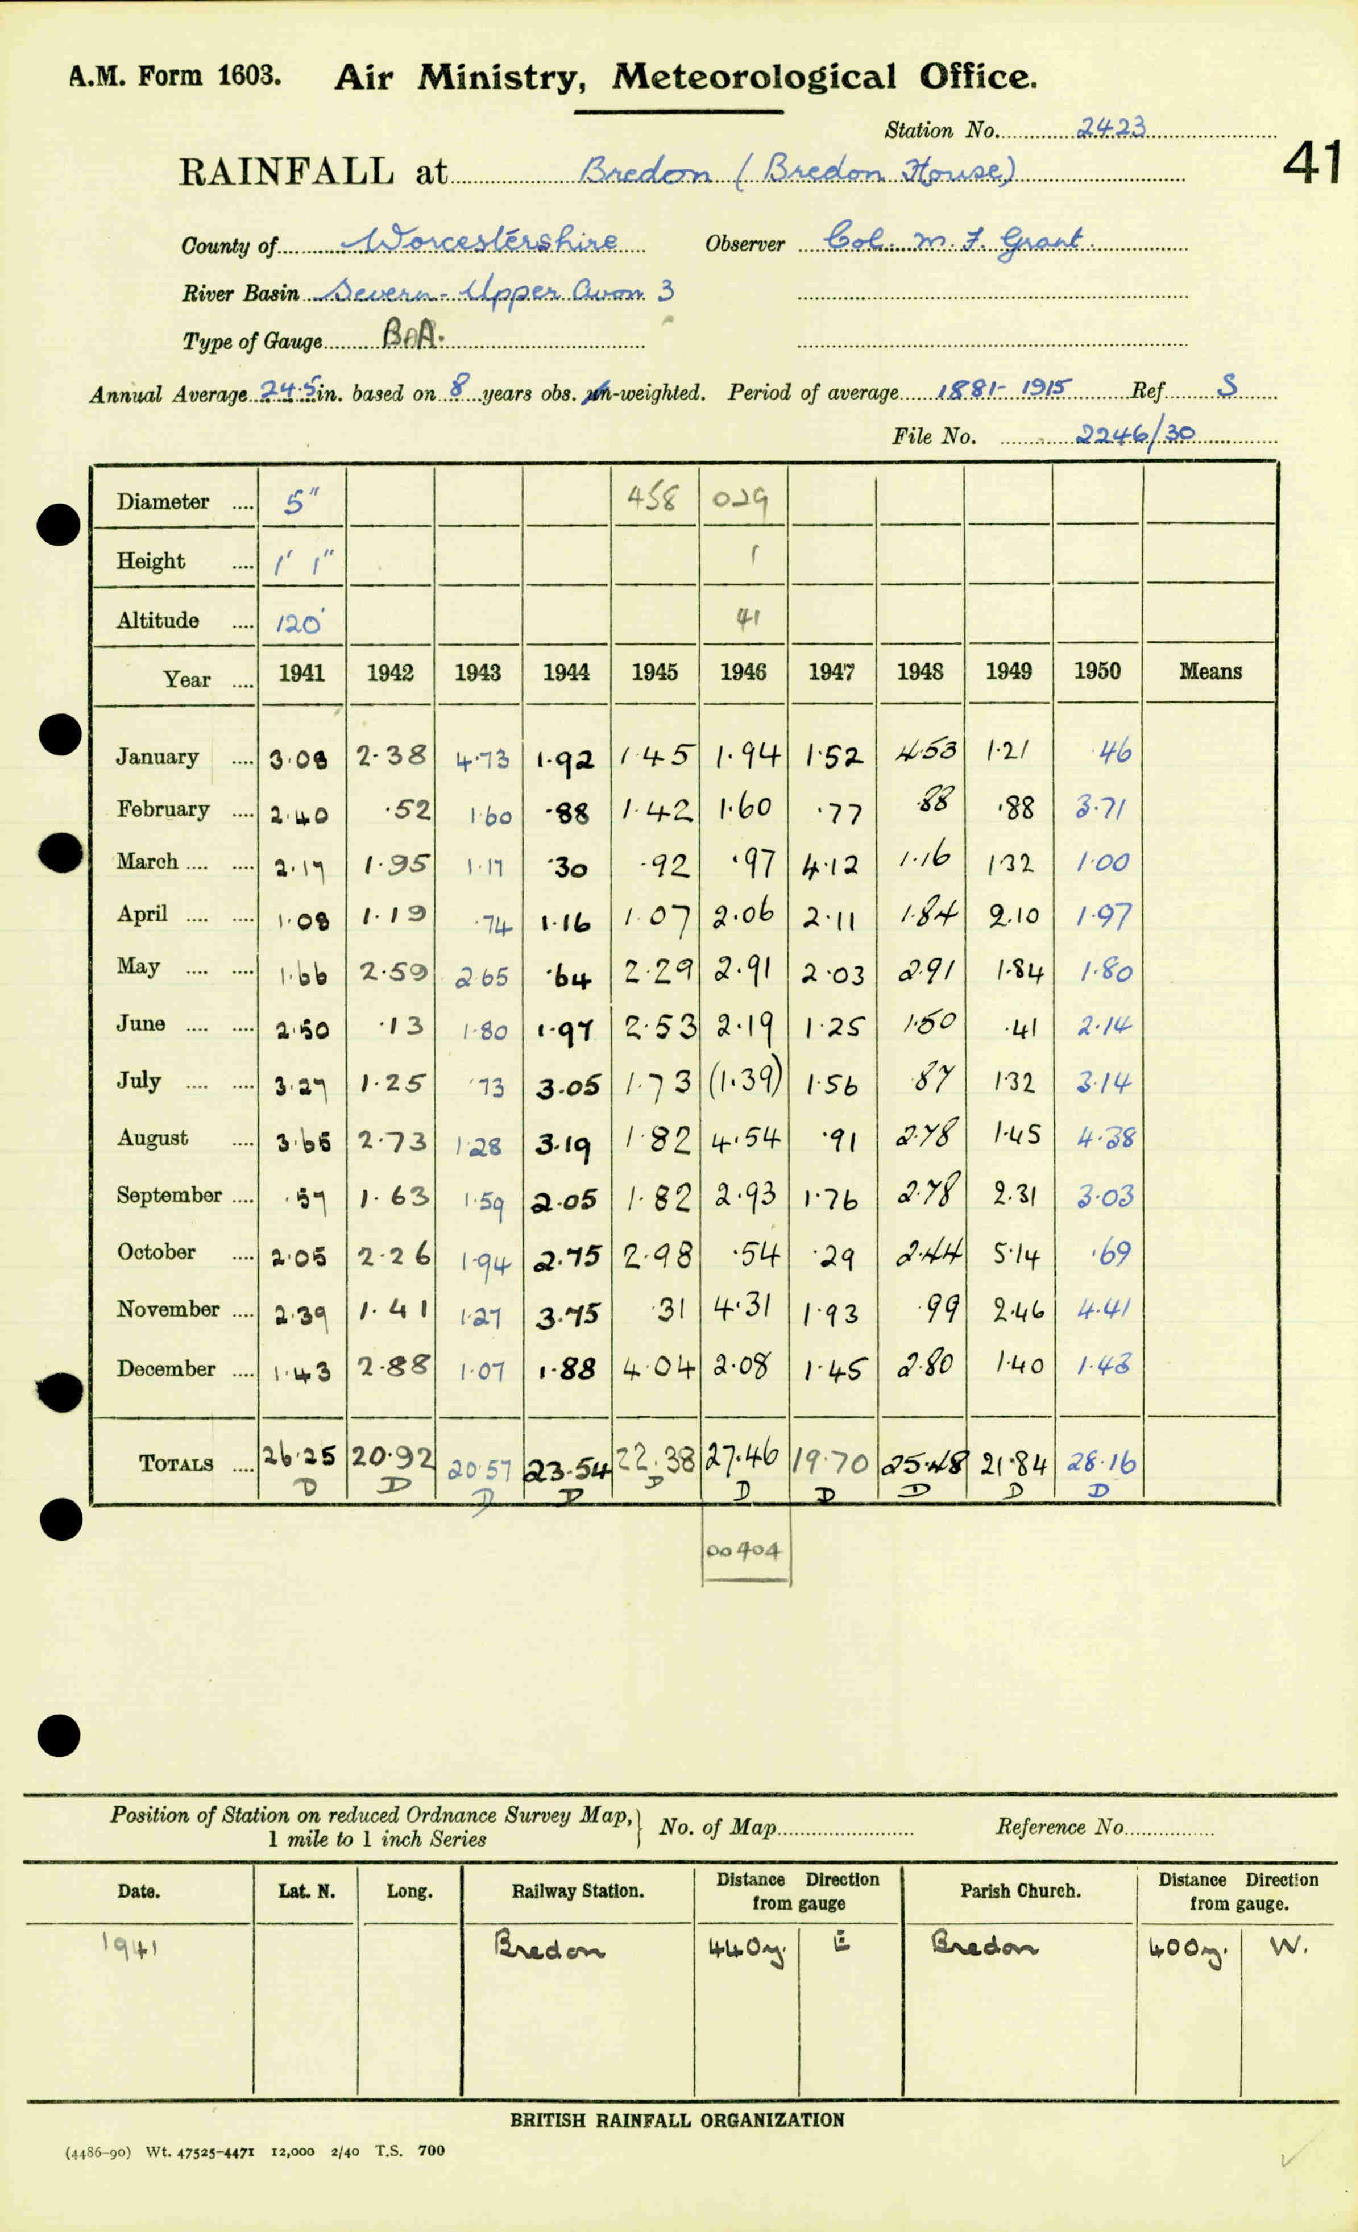 A.M. Form 1603. Air Ministry, Meteorological Office.
Station No. 2423
41
RAINFALL at Bredon (Bredon House)
County of Worcestershire Observer Col. M. F. Grant.
River Basin Severn - Upper Avon 3
Type of Gauge
Annual Average 24.5 in. based on 8 years obs. un-weighted. Period of average 1881-1915 Ref S
File No. 2246/30
Diameter .... 5" 458 029
Height .... 1' 1" 1
Altitude .... 120' 41
Year .... 1941 1942 1943 1944 1945 1946 1947 1948 1949 1950 Means
January .... 3.08 2.38 4.73 1.92 1.45 1.94 1.52 4.53 1.21 .46
February .... 2.40 .52 1.60 .88 1.42 1.60 .77 .88 .88 3.71
March .... .... 2.17 1.95 1.17 .30 .92 .97 4.12 1.16 1.32 1.00
April .... .... 1.08 1.19 .74 1.16 1.07 2.06 2.11 1.84 2.10 1.97
May .... .... 1.66 2.59 2.65 .64 2.29 2.91 2.03 2.91 1.84 1.80
June .... .... 2.50 .13 1.80 1.97 2.53 2.19 1.25 1.50 .41 2.14
July .... .... 3.27 1.25 .73 3.05 1.73 (1.39) 1.56 .87 1.32 3.14
August .... 3.65 2.73 1.28 3.19 1.82 4.54 .91 2.78 1.45 4.38
September .... .57 1.63 1.59 2.05 1.82 2.93 1.76 2.78 2.31 3.03
October .... 2.05 2.26 1.94 2.75 2.98 .54 .29 2.44 5.14 .69
November .... 2.39 1.41 1.27 3.75 .31 4.31 1.93 .99 2.46 4.41
December .... 1.43 2.88 1.07 1.88 4.04 2.08 1.45 2.80 1.40 1.43
TOTALS .... 26.25 20.92 20.57 23.54 22.38 27.46 19.70 25.48 21.84 28.16
D D D D D D D D D D
00404
Position of Station on reduced Ordnance Survey Map,} No. of Map Reference No.
1 mile to 1 inch Series
Date. Lat. N. Long. Railway Station. Distance Direction from gauge Parish Church. Distance Direction from gauge.
1941 Bredon 440y. E Bredon 400y. W.
BRITISH RAINFALL ORGANIZATION
(4486-90) Wt. 47525-4471 12,000 2/40 T.S. 700